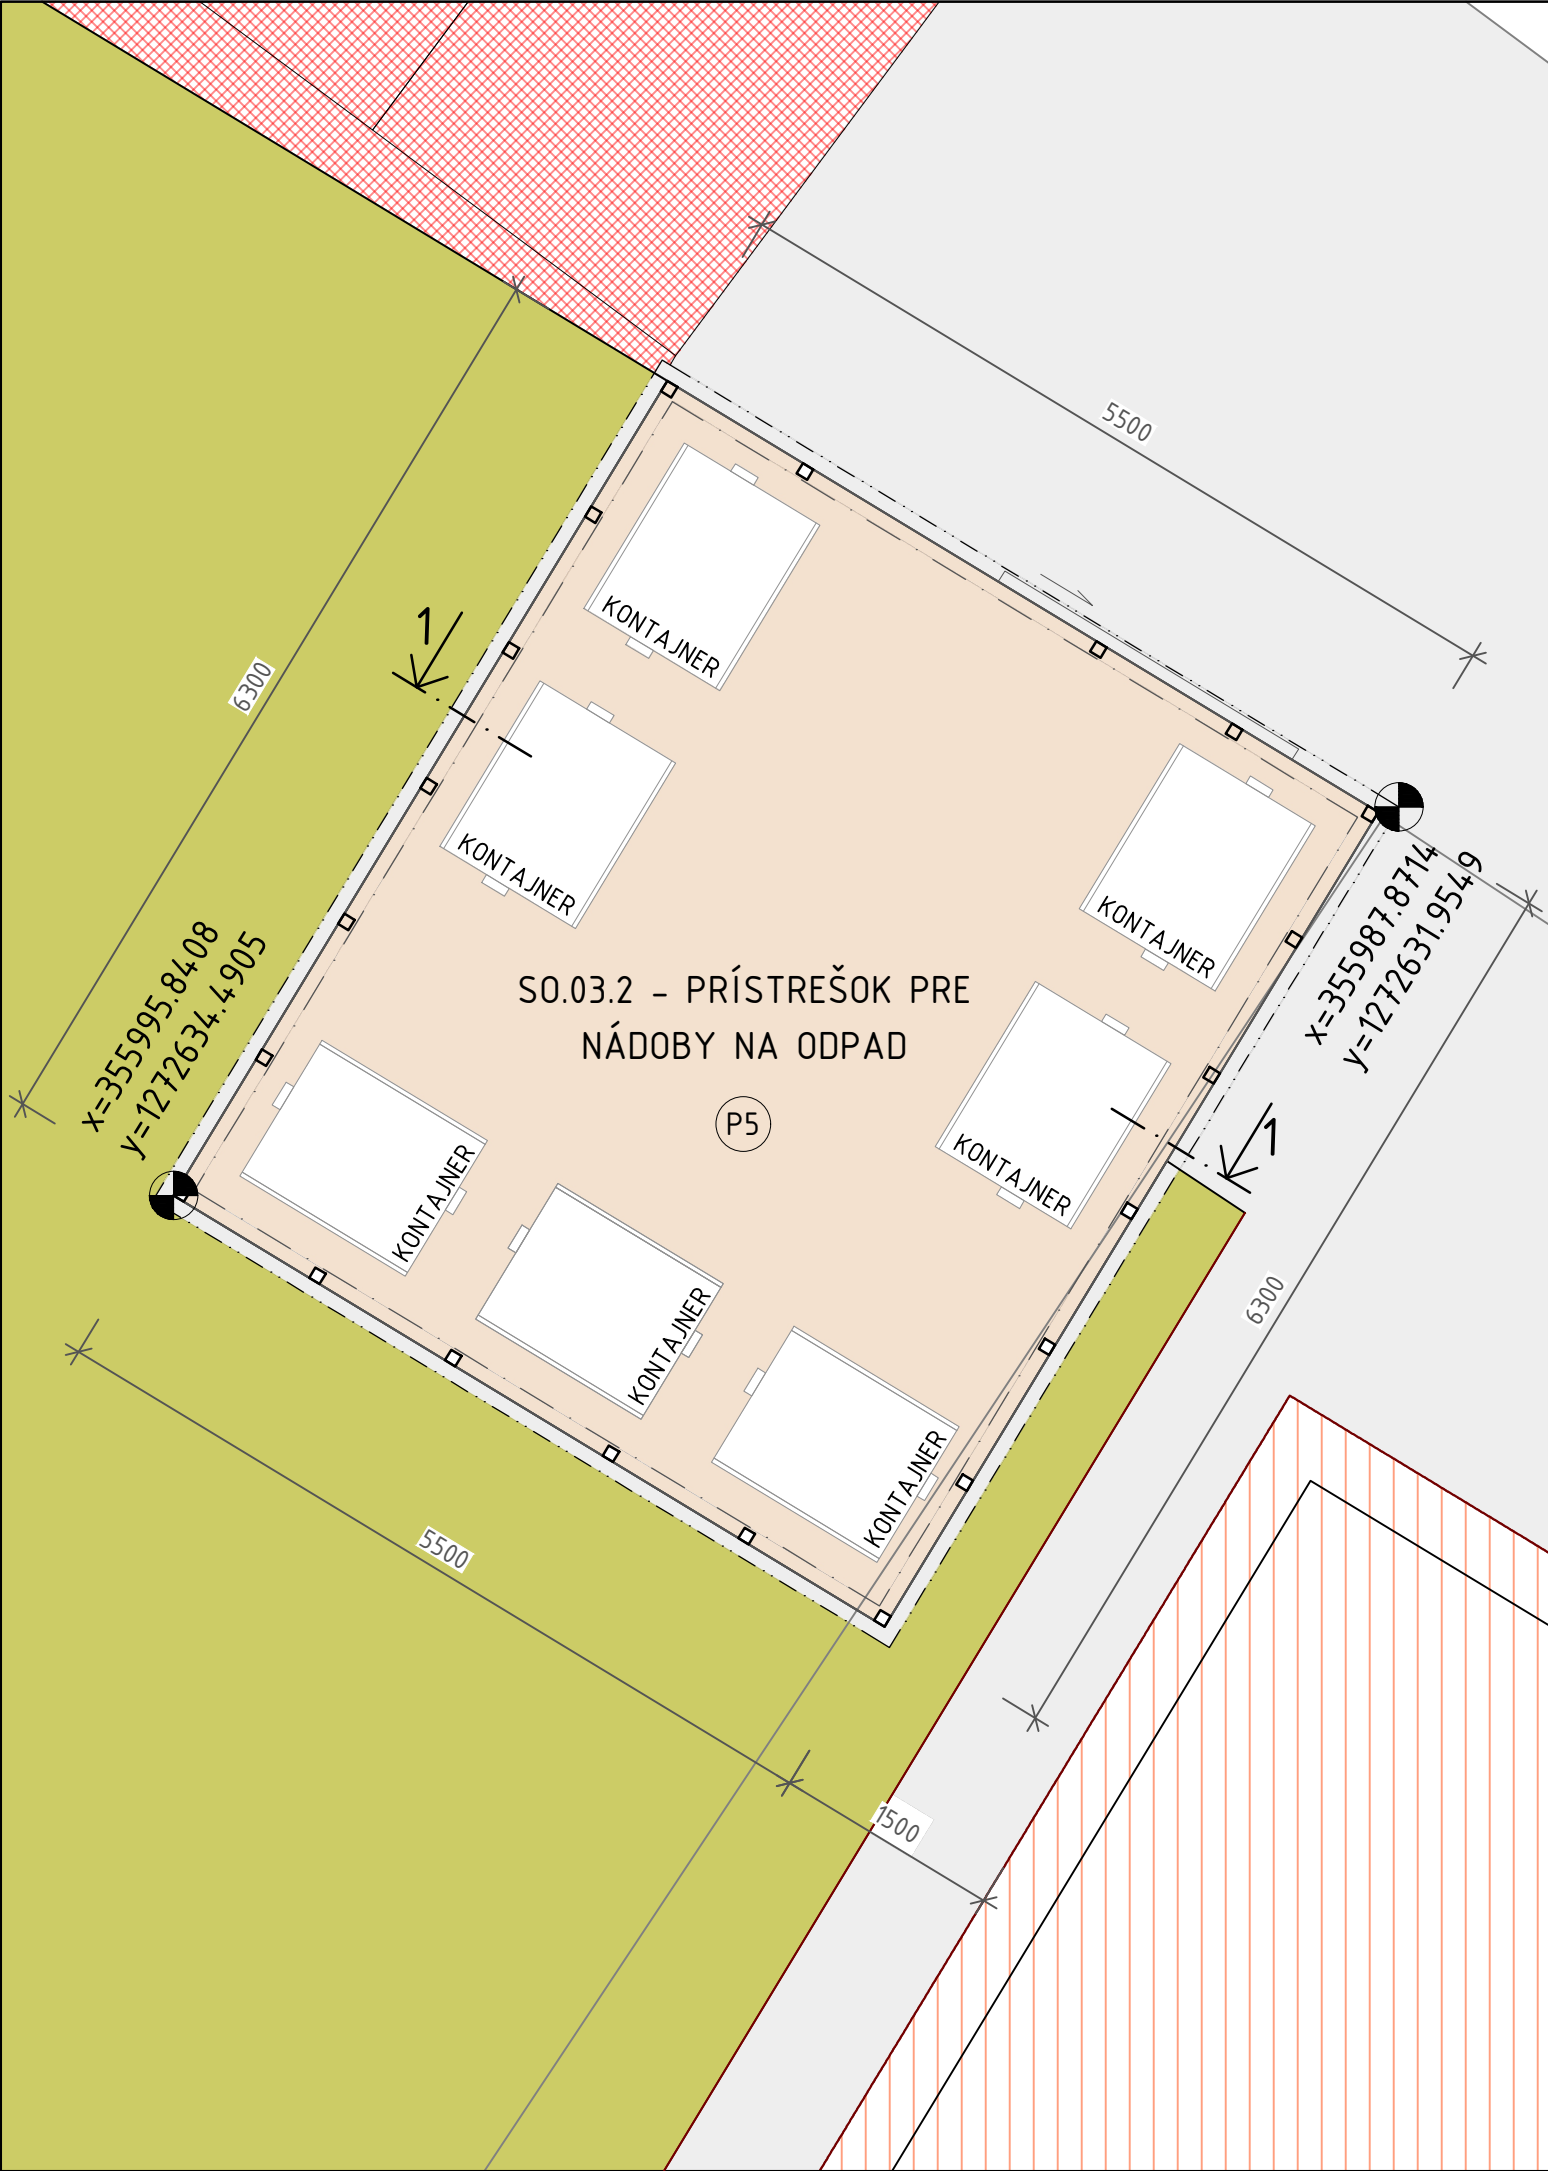 5500
6300
1
KONTAJNER
KONTAJNER
KONTAJNER
x=355987.8714
y=1272631.9549
x=355995.8408
y=1272634.4905
SO.03.2 - PRÍSTREŠOK PRE
NÁDOBY NA ODPAD
P5
KONTAJNER
1
KONTAJNER
KONTAJNER
KONTAJNER
6300
5500
1500